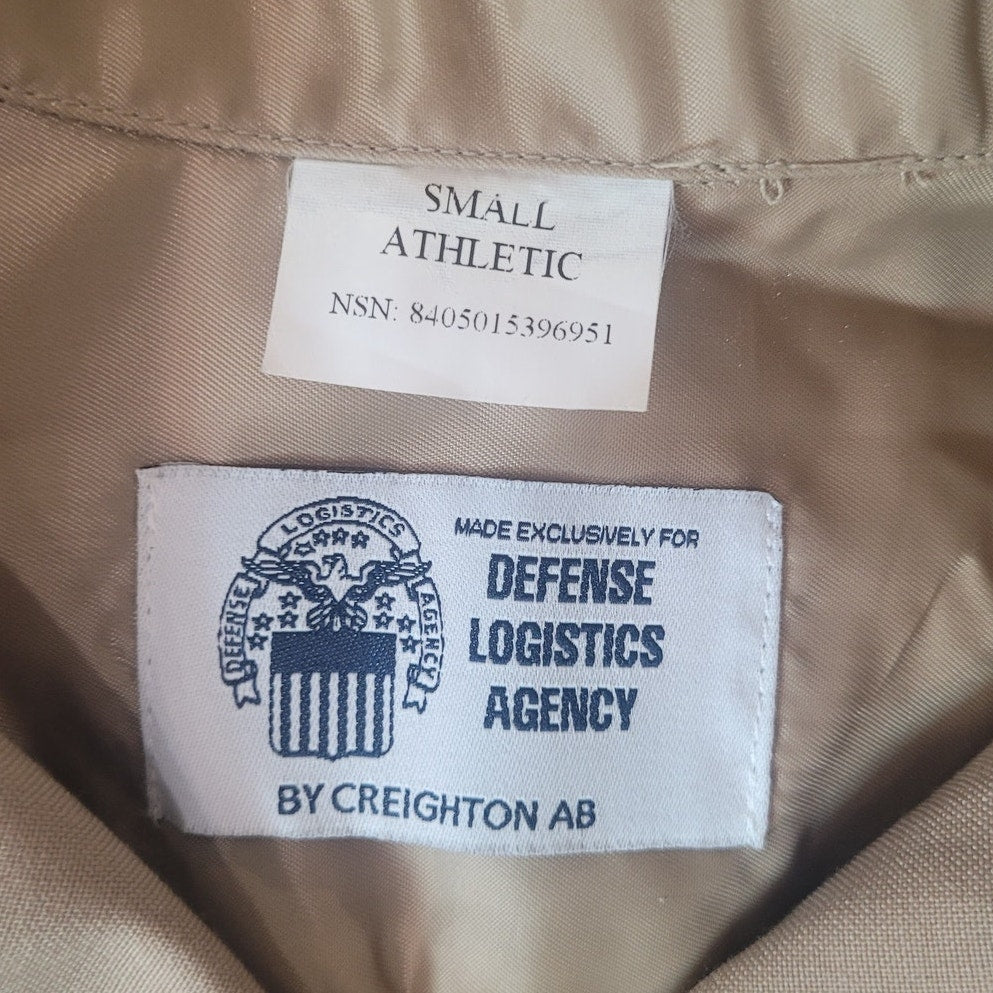 SMALL
ATHLETIC
NSN: 8405015396951
LOGISTICS
DEFENSE
AGENCY
MADE EXCLUSIVELY FOR
DEFENSE
LOGISTICS
AGENCY
BY CREIGHTON AB